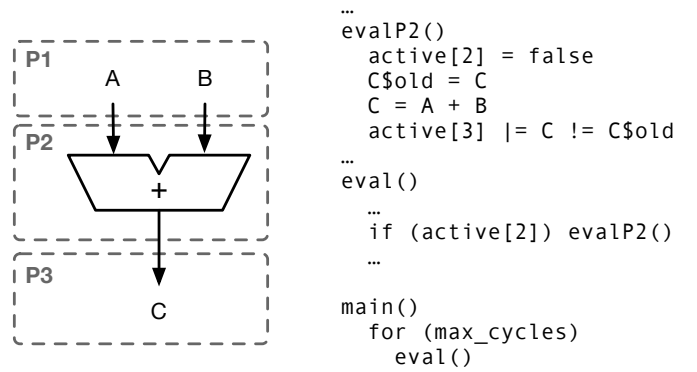 P1
A B
P2
+
P3
C
…
evalP2()
active[2] = false
C$old = C
C = A + B
active[3] |= C != C$old
…
eval()
…
if (active[2]) evalP2()
…
main()
for (max_cycles)
eval()